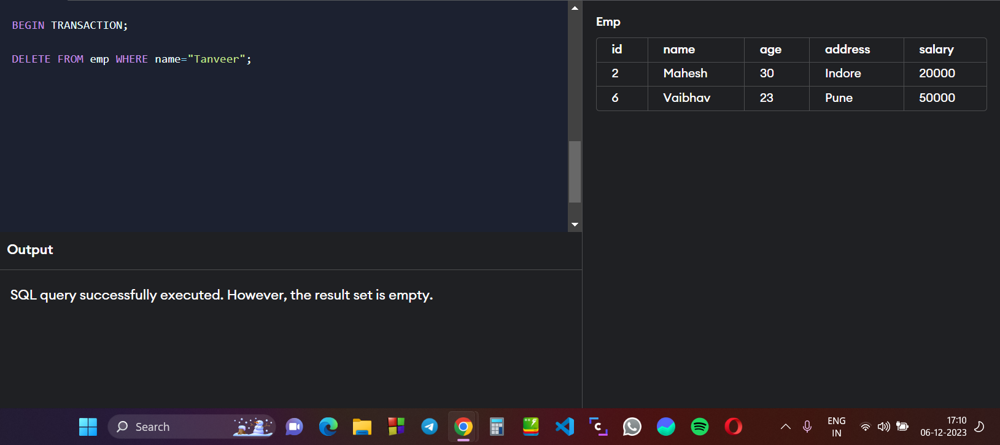 BEGIN TRANSACTION;
DELETE FROM emp WHERE name="Tanveer";
Output
SQL query successfully executed. However, the result set is empty.
Emp
id name age address salary
2 Mahesh 30 Indore 20000
6 Vaibhav 23 Pune 50000
Search
ENG
IN
17:10
06-12-2023